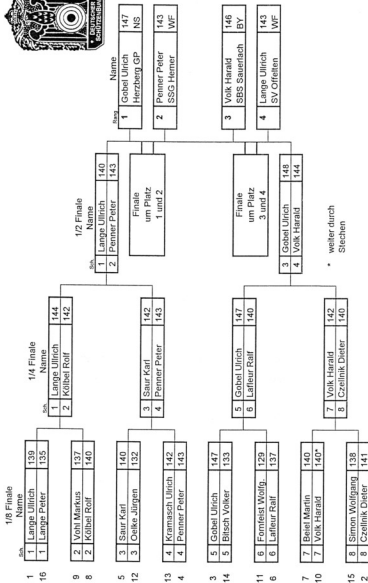 DEUTSCHER
SCHÜTZENBUND
1/8 Finale
Sch. Name
1 1 Lange Ullrich 139
16 1 Lange Peter 135
9 2 Vohl Markus 137
8 2 Kölbel Rolf 140
5 3 Saur Karl 140
12 3 Oelke Jürgen 132
13 4 Kramasch Ulrich 142
4 4 Penner Peter 143
3 5 Gobel Ulrich 147
14 5 Bitsch Volker 133
11 6 Fornfeist Wolfg. 129
6 6 Lafleur Ralf 137
7 7 Beiel Martin 140
10 7 Volk Harald 140*
15 8 Simon Wolfgang 138
2 8 Czellnik Dieter 141
1/4 Finale
Sch. Name
1 Lange Ullrich 144
2 Kölbel Rolf 142
3 Saur Karl 142
4 Penner Peter 143
5 Gobel Ulrich 147
6 Lafleur Ralf 140
7 Volk Harald 142
8 Czellnik Dieter 140
1/2 Finale
Sch. Name
1 Lange Ullrich 140
2 Penner Peter 143
Finale
um Platz
1 und 2
Finale
um Platz
3 und 4
3 Gobel Ulrich 148
4 Volk Harald 144
* weiter durch
Stechen
Rang Name
1 Gobel Ulrich 147
Herzberg GP NS
2 Penner Peter 143
SSG Hemer WF
3 Volk Harald 146
SBS Sauerlach BY
4 Lange Ulrich 143
SV Offelten WF